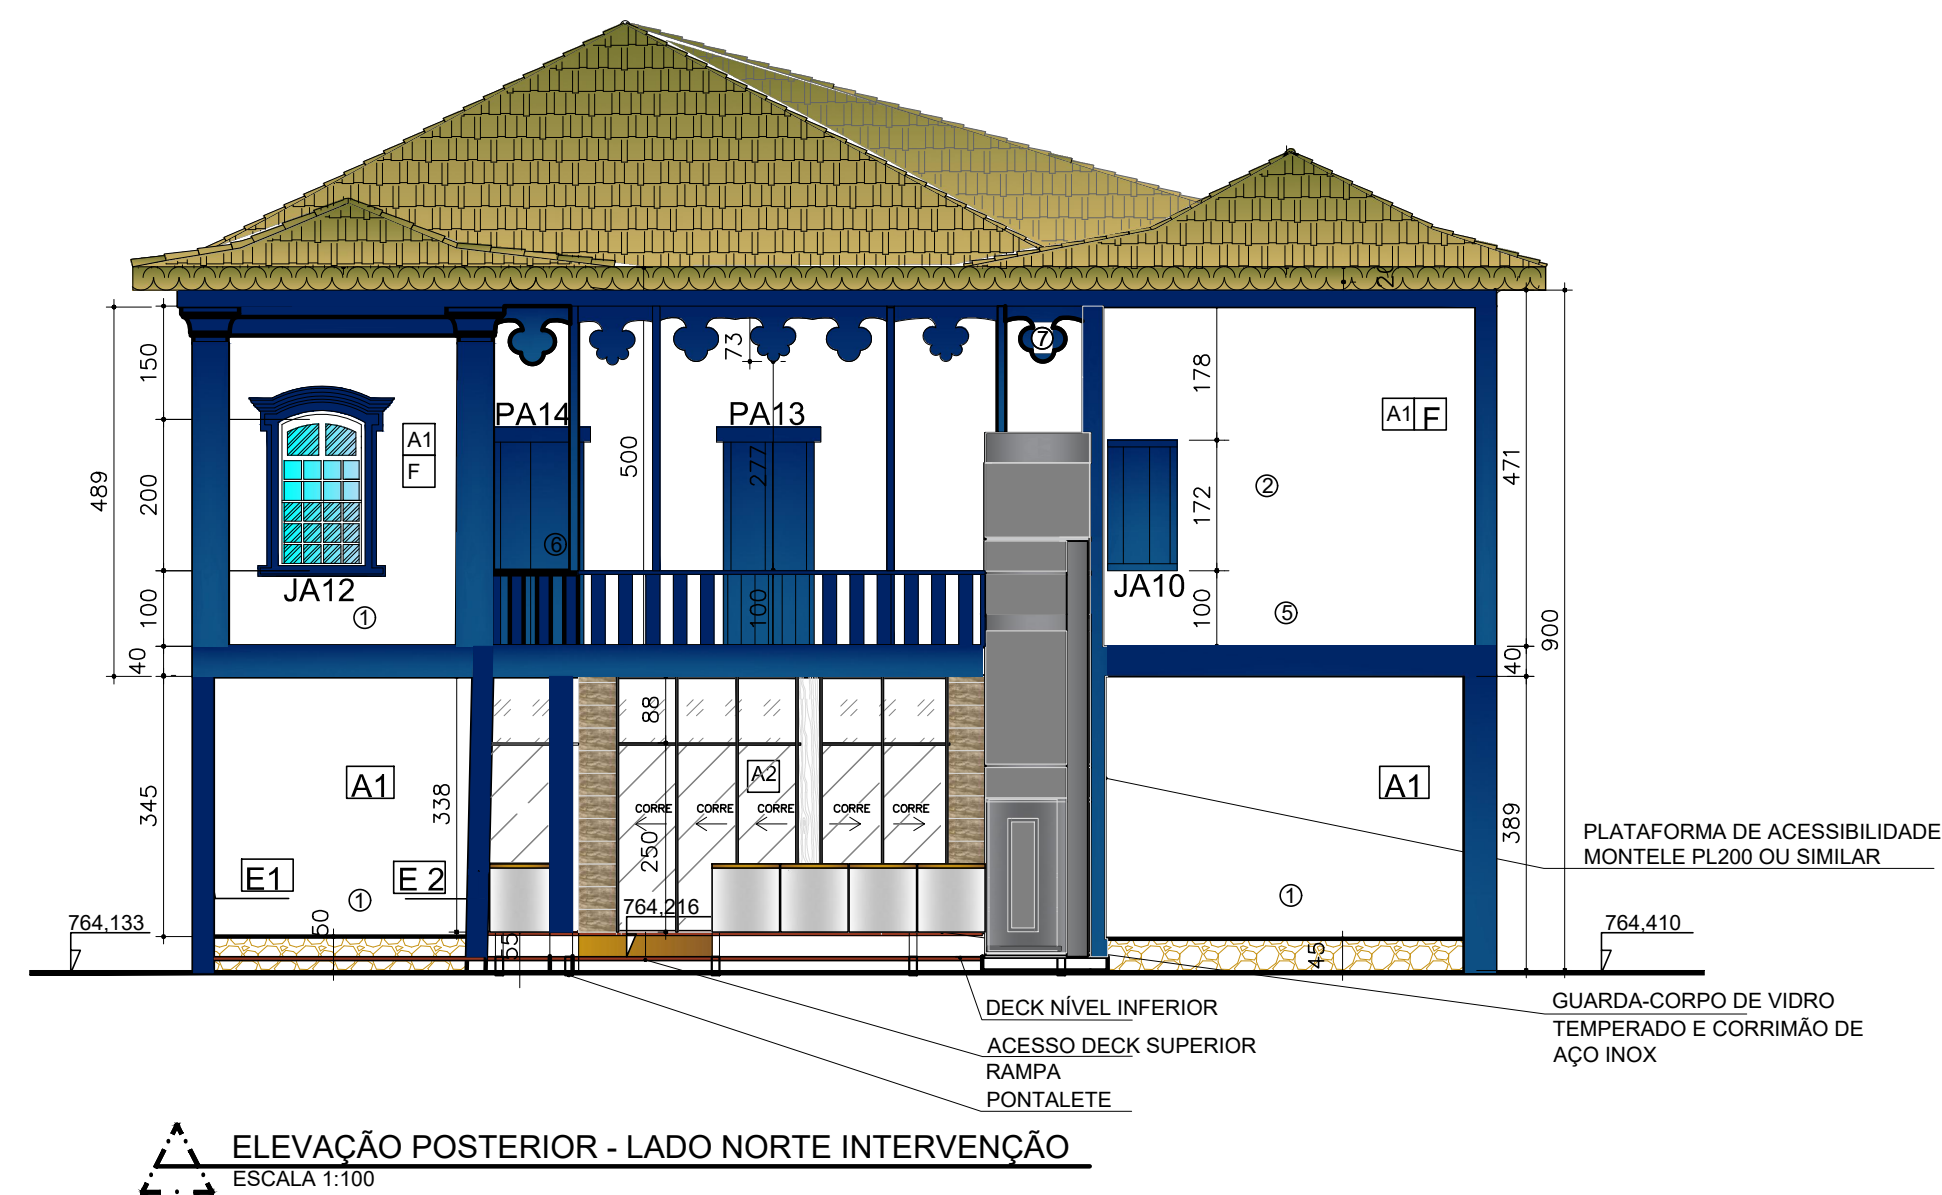 26
150
73
7
178
PA14
PA13
A1 F
A1
F
500
277
489
200
471
172
2
6
JA12
JA10
100
1
100
100
5
900
40
40
88
A1
A2
A1
345
338
CORRE CORRE CORRE CORRE CORRE
389
250
PLATAFORMA DE ACESSIBILIDADE
MONTELE PL200 OU SIMILAR
E1
E 2
1
1
764,133
50
764,216
764,410
55
45
DECK NÍVEL INFERIOR
GUARDA-CORPO DE VIDRO
TEMPERADO E CORRIMÃO DE
AÇO INOX
ACESSO DECK SUPERIOR
RAMPA
PONTALETE
ELEVAÇÃO POSTERIOR - LADO NORTE INTERVENÇÃO
ESCALA 1:100